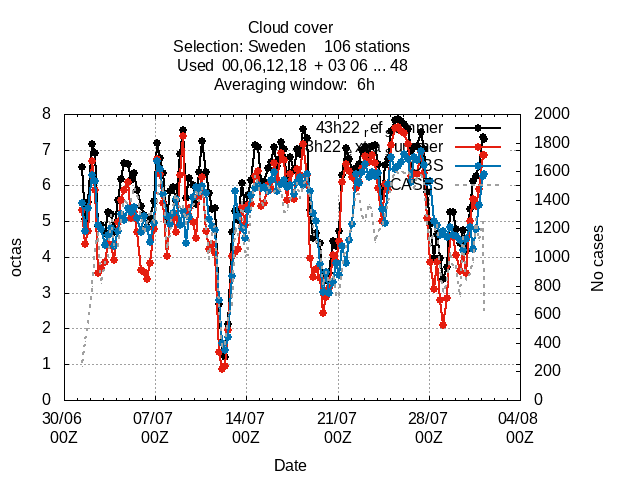 Cloud cover
Selection: Sweden 106 stations
Used 00,06,12,18 + 03 06 ... 48
Averaging window: 6h
octas
No cases
8
7
6
5
4
3
2
1
0
2000
1800
1600
1400
1200
1000
800
600
400
200
0
CASES
30/06 07/07 14/07 21/07 28/07 04/08
00Z 00Z 00Z 00Z 00Z 00Z
Date